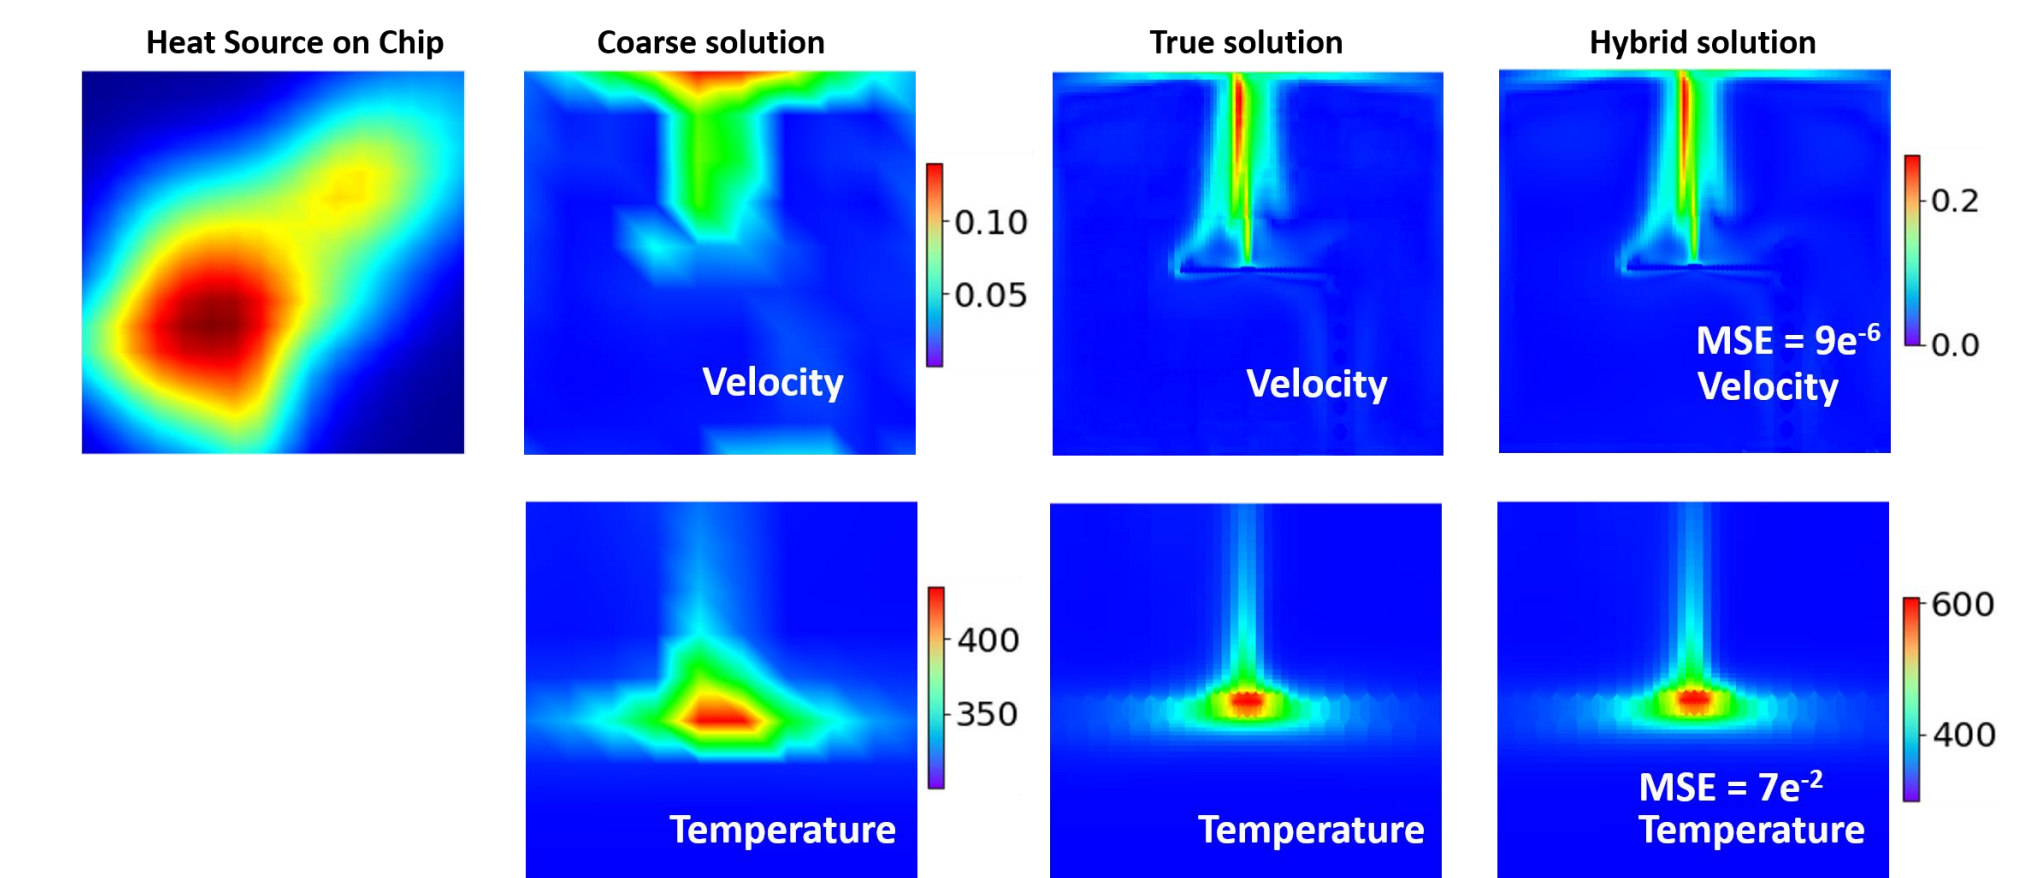 Heat Source on Chip
Coarse solution
True solution
Hybrid solution
0.10
0.05
Velocity
Velocity
MSE = 9e⁻⁶
Velocity
0.2
0.0
400
350
Temperature
Temperature
MSE = 7e⁻²
Temperature
600
400